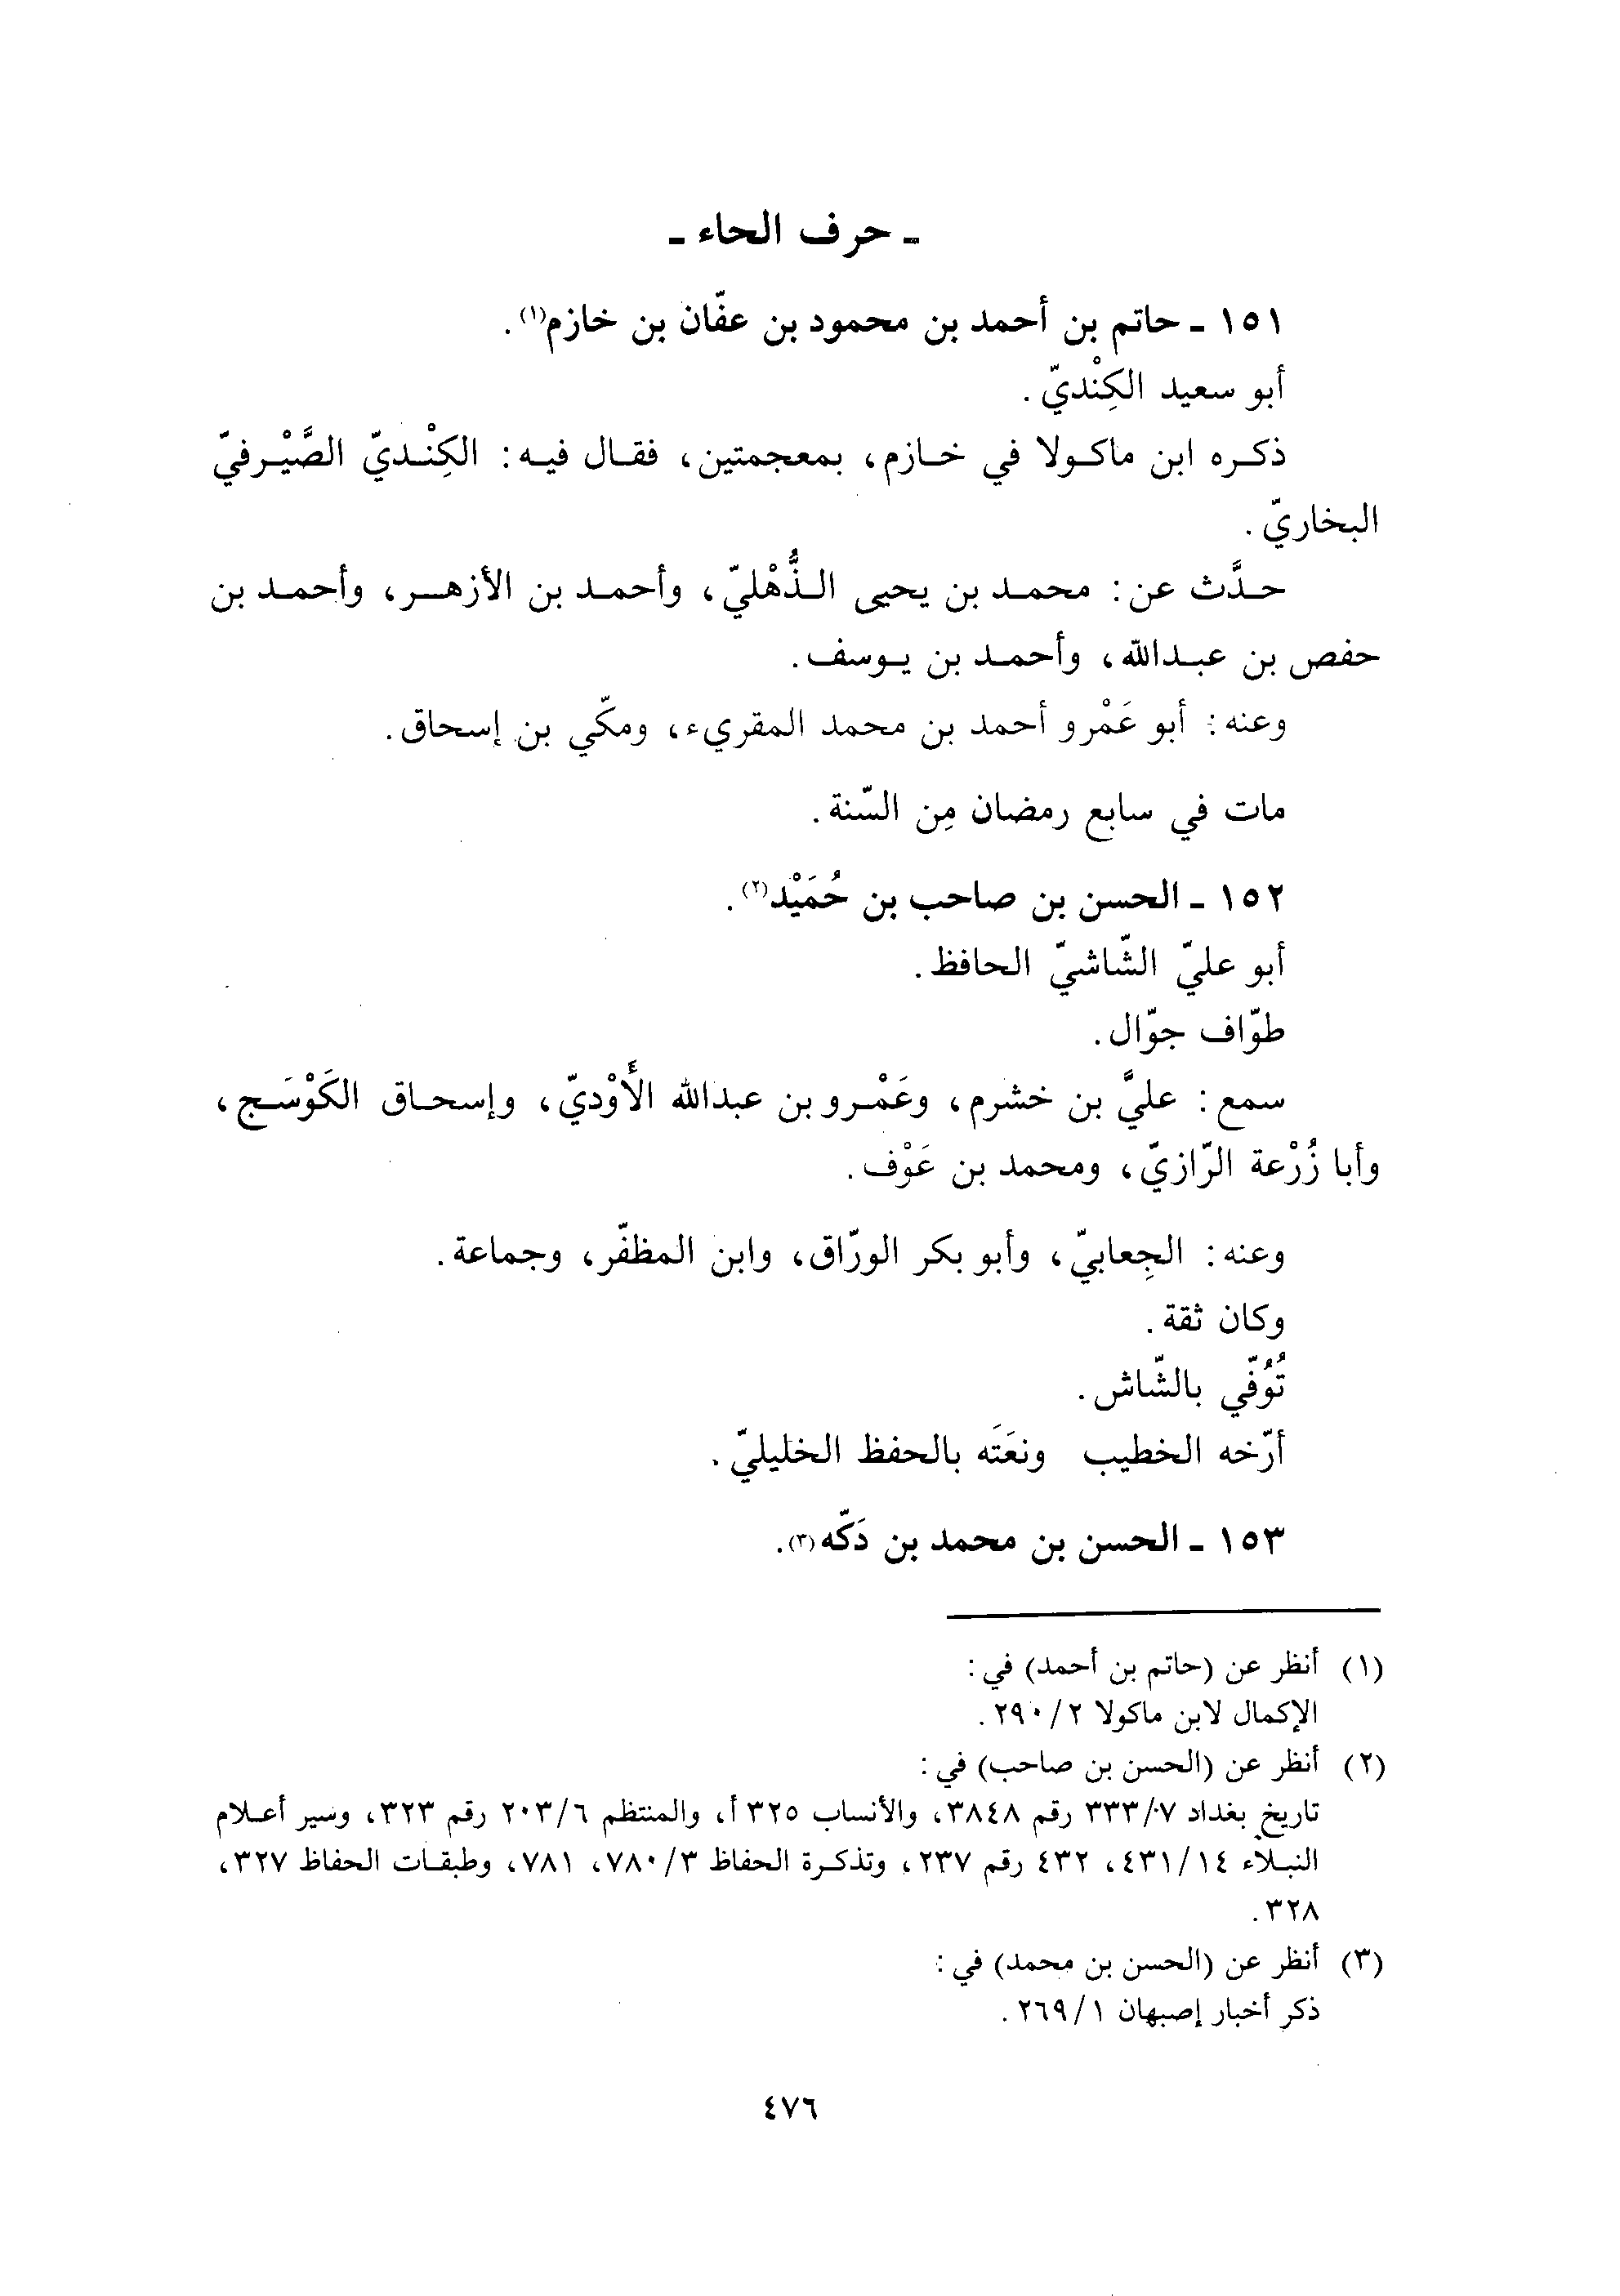 ـ حرف الحاء ـ
١٥١ ـ حاتم بن أحمد بن محمود بن عفّان بن خازم(١).
أبو سعيد الكِنْديّ.
ذكره ابن ماكولا في خازم، بمعجمتين، فقال فيه: الكِنْديّ الصَّيْرفيّ
البخاريّ.
حدَّث عن: محمد بن يحيى الذُّهْليّ، وأحمد بن الأزهر، وأحمد بن
حفص بن عبدالله، وأحمد بن يوسف.
وعنه: أبو عَمْرو أحمد بن محمد المقريء، ومكّي بن إسحاق.
مات في سابع رمضان مِن السّنة.
١٥٢ ـ الحسن بن صاحب بن حُمَيْد(٢).
أبو عليّ الشّاشيّ الحافظ.
طوّاف جوّال.
سمع: عليَّ بن خشرم، وعَمْرو بن عبدالله الأَوْديّ، وإسحاق الكَوْسَج،
وأبا زُرْعة الرّازيّ، ومحمد بن عَوْف.
وعنه: الجِعابيّ، وأبو بكر الورّاق، وابن المظفّر، وجماعة.
وكان ثقة.
تُوُفّي بالشّاش.
أرّخه الخطيب ونعَتَه بالحفظ الخليليّ.
١٥٣ ـ الحسن بن محمد بن دَكّه(٣).
(١) أنظر عن (حاتم بن أحمد) في:
الإكمال لابن ماكولا ٢/ ٢٩٠.
(٢) أنظر عن (الحسن بن صاحب) في:
تاريخ بغداد ٧/ ٣٣٣ رقم ٣٨٤٨، والأنساب ٣٢٥ أ، والمنتظم ٦/ ٢٠٣ رقم ٣٢٣، وسير أعلام
النبلاء ١٤/ ٤٣١، ٤٣٢ رقم ٢٣٧، وتذكرة الحفاظ ٣/ ٧٨٠، ٧٨١، وطبقات الحفاظ ٣٢٧،
٣٢٨.
(٣) أنظر عن (الحسن بن محمد) في:
ذكر أخبار إصبهان ١/ ٢٦٩.
٤٧٦